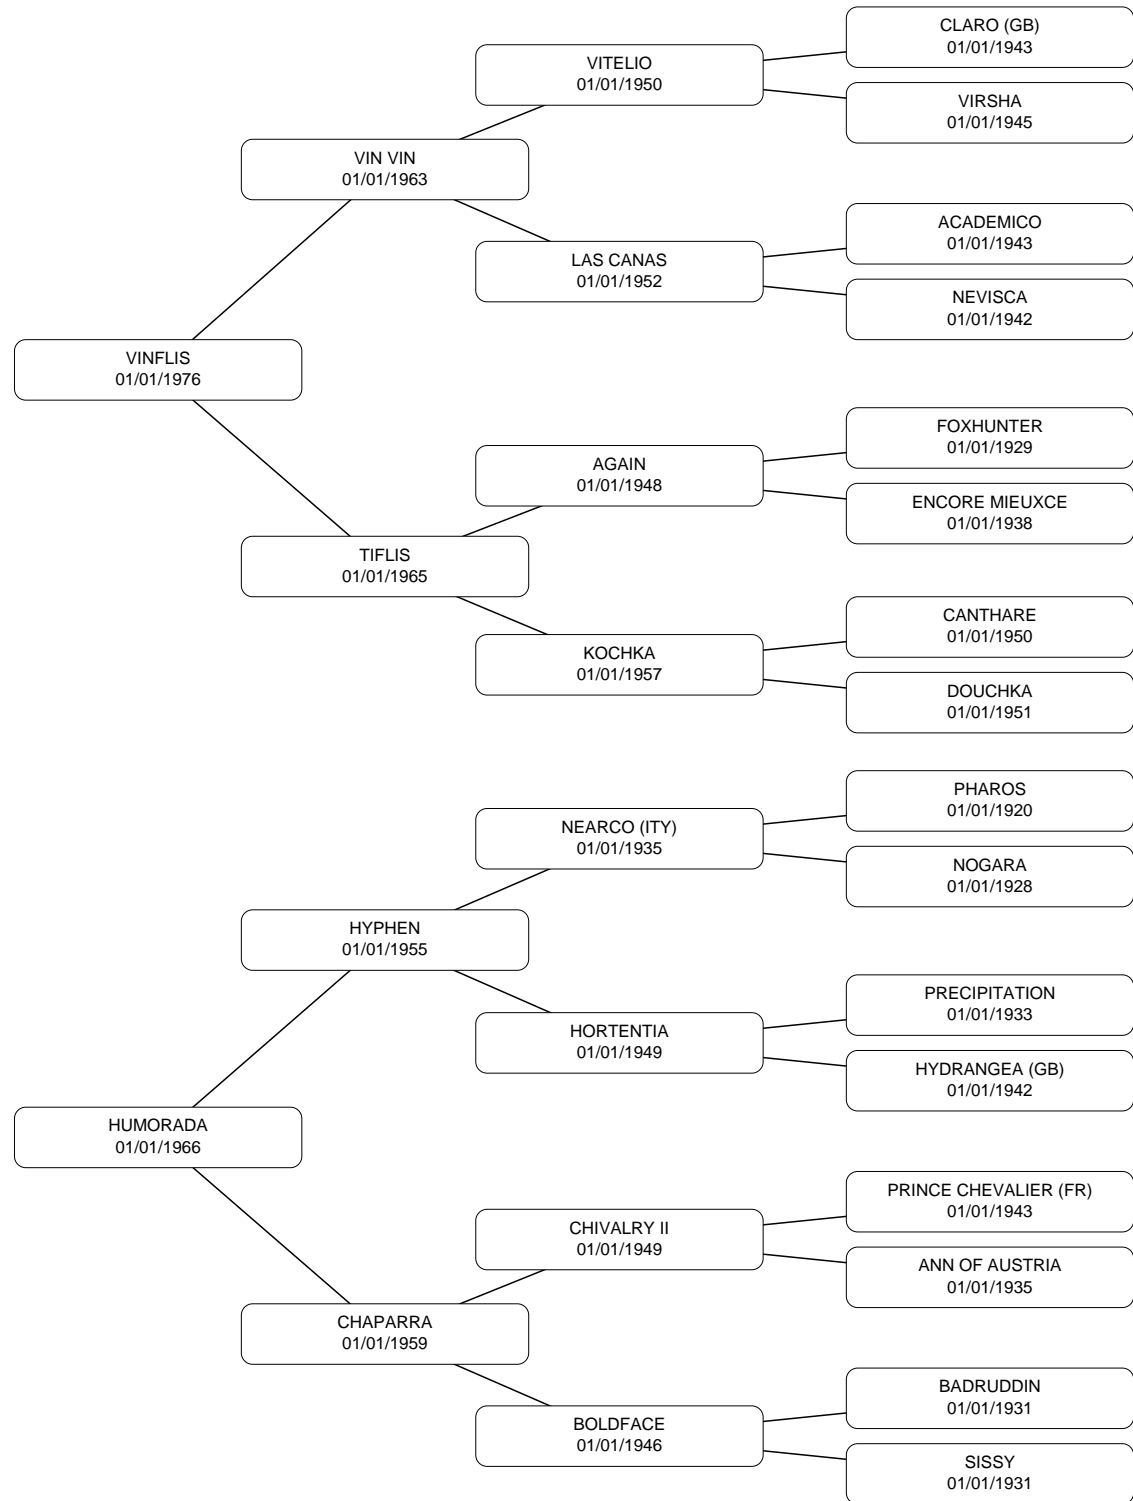 CLARO (GB)
01/01/1943
VITELIO
01/01/1950
VIRSHA
01/01/1945
VIN VIN
01/01/1963
ACADEMICO
01/01/1943
LAS CANAS
01/01/1952
NEVISCA
01/01/1942
VINFLIS
01/01/1976
FOXHUNTER
01/01/1929
AGAIN
01/01/1948
ENCORE MIEUXCE
01/01/1938
TIFLIS
01/01/1965
CANTHARE
01/01/1950
KOCHKA
01/01/1957
DOUCHKA
01/01/1951
PHAROS
01/01/1920
NEARCO (ITY)
01/01/1935
NOGARA
01/01/1928
HYPHEN
01/01/1955
PRECIPITATION
01/01/1933
HORTENTIA
01/01/1949
HYDRANGEA (GB)
01/01/1942
HUMORADA
01/01/1966
PRINCE CHEVALIER (FR)
01/01/1943
CHIVALRY II
01/01/1949
ANN OF AUSTRIA
01/01/1935
CHAPARRA
01/01/1959
BADRUDDIN
01/01/1931
BOLDFACE
01/01/1946
SISSY
01/01/1931